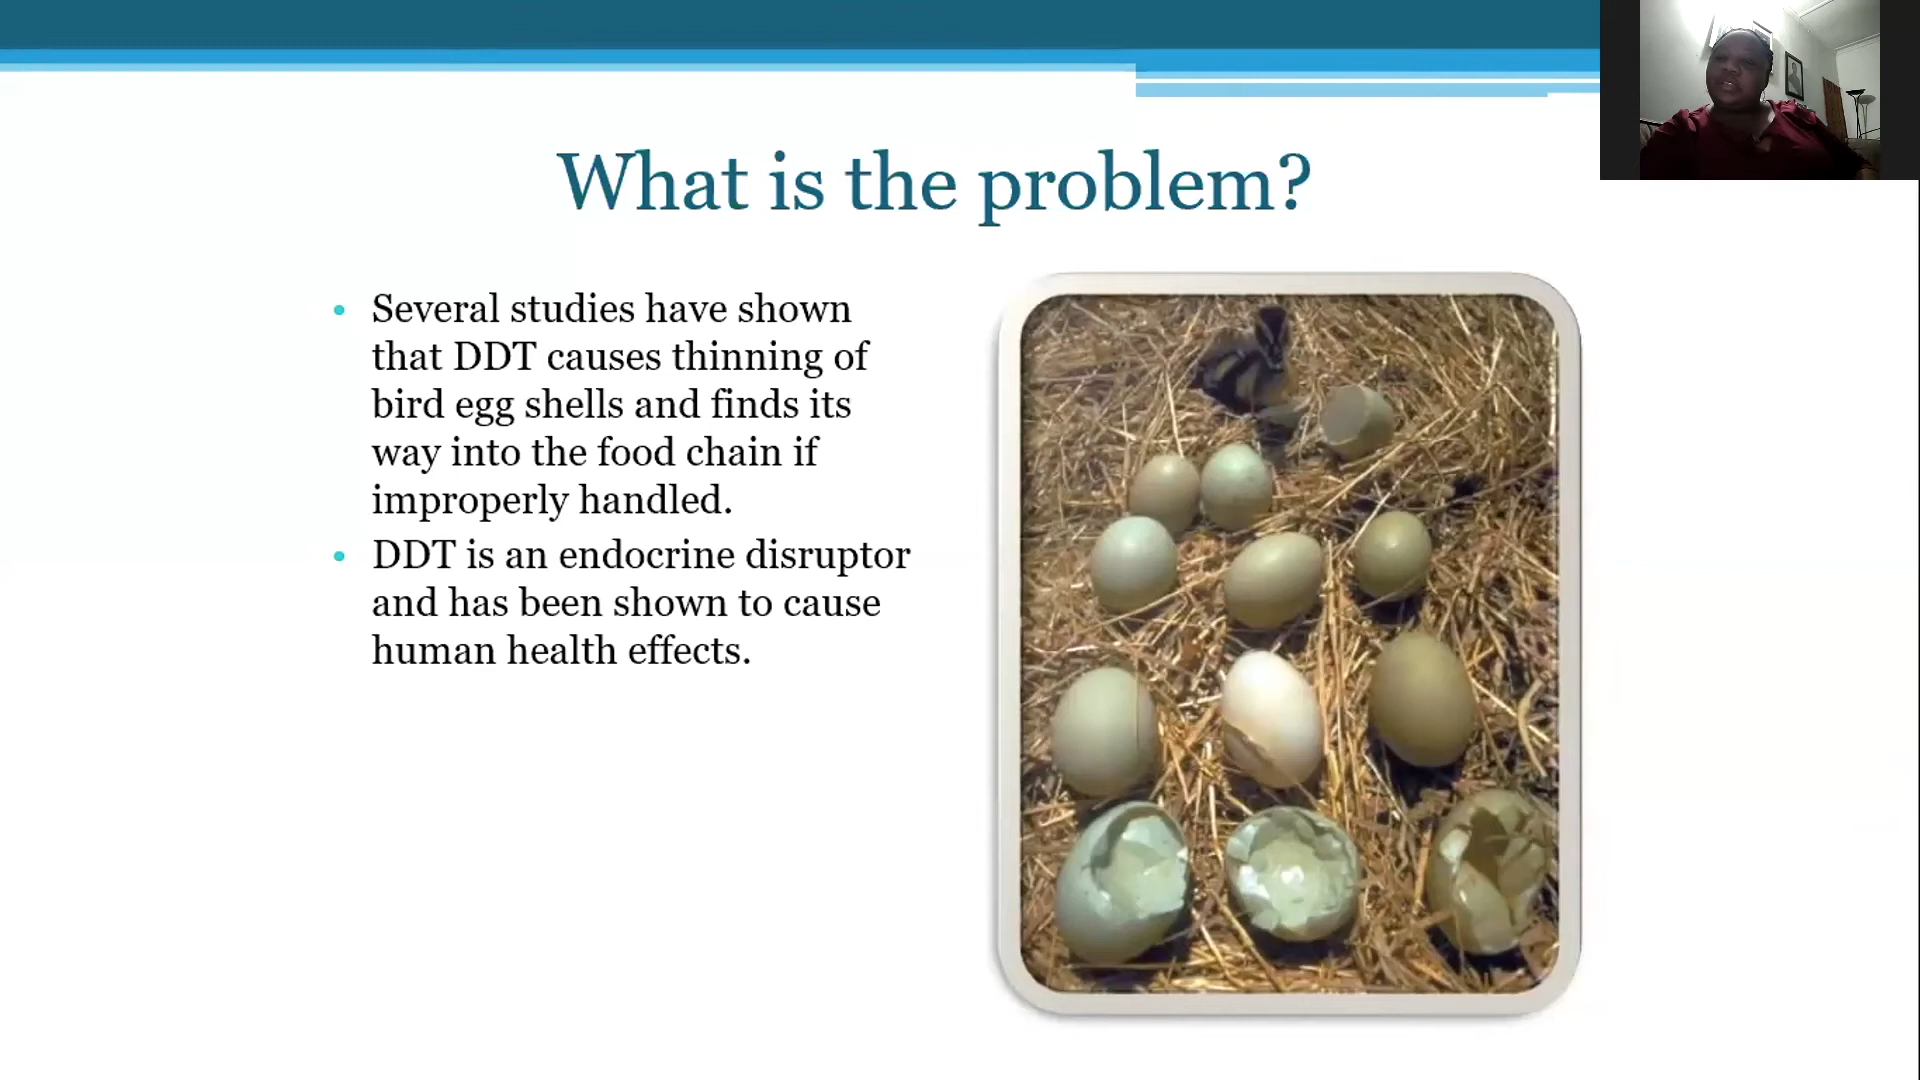 What is the problem?
• Several studies have shown
that DDT causes thinning of
bird egg shells and finds its
way into the food chain if
improperly handled.
• DDT is an endocrine disruptor
and has been shown to cause
human health effects.